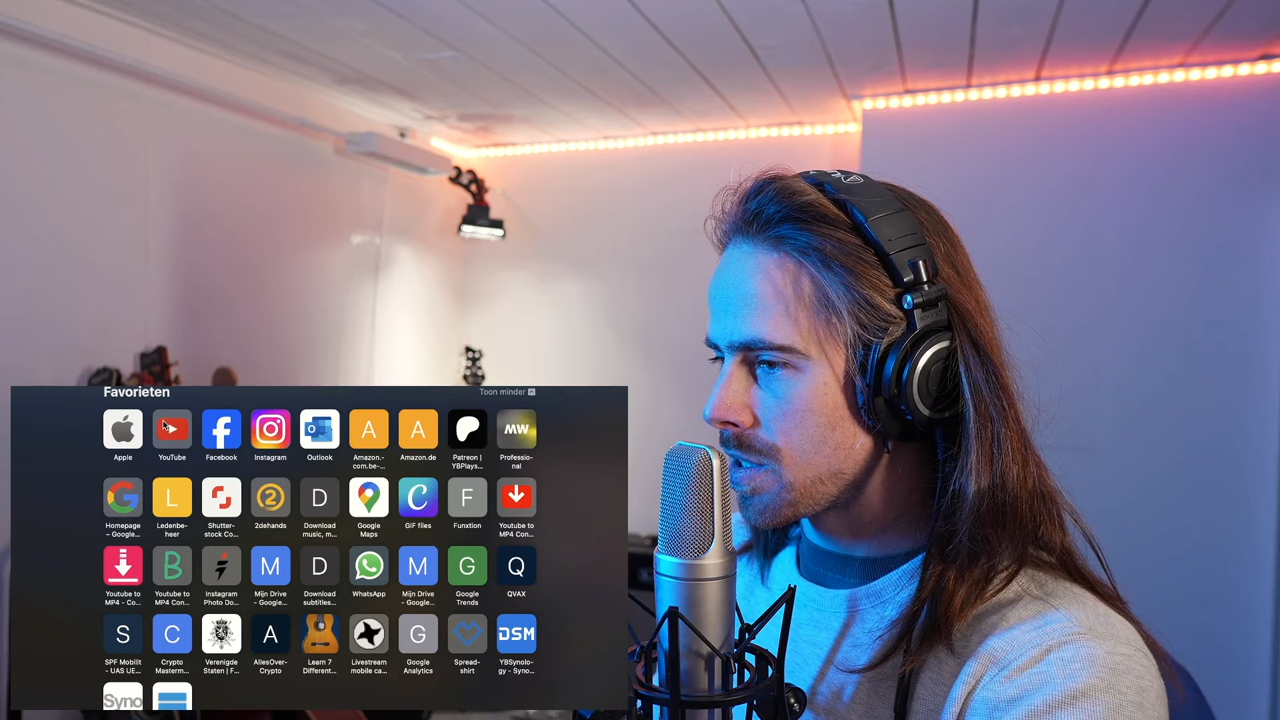 Favorieten
Toon minder
A
A
MW
Apple
YouTube
Facebook
Instagram
Outlook
Amazon.-
com.be-...
Amazon.de
Patreon |
YBPlays...
Professio-
nal
L
2
D
F
Homepage
– Google...
Ledenbe-
heer
Shutter-
stock Co...
2dehands
Download
music, m...
Google
Maps
GIF files
Funxtion
Youtube to
MP4 Con...
M
D
M
G
Q
Youtube to
MP4 - Co...
Youtube to
MP4 Con...
Instagram
Photo Do...
Mijn Drive
- Google...
Download
subtitles...
WhatsApp
Mijn Drive
- Google...
Google
Trends
QVAX
S
C
A
G
DSM
SPF Mobilit
- UAS UE...
Crypto
Masterm...
Verenigde
Staten | F...
AllesOver-
Crypto
Learn 7
Different...
Livestream
mobile ca...
Google
Analytics
Spread-
shirt
YBSynolo-
gy - Syno...
Syno